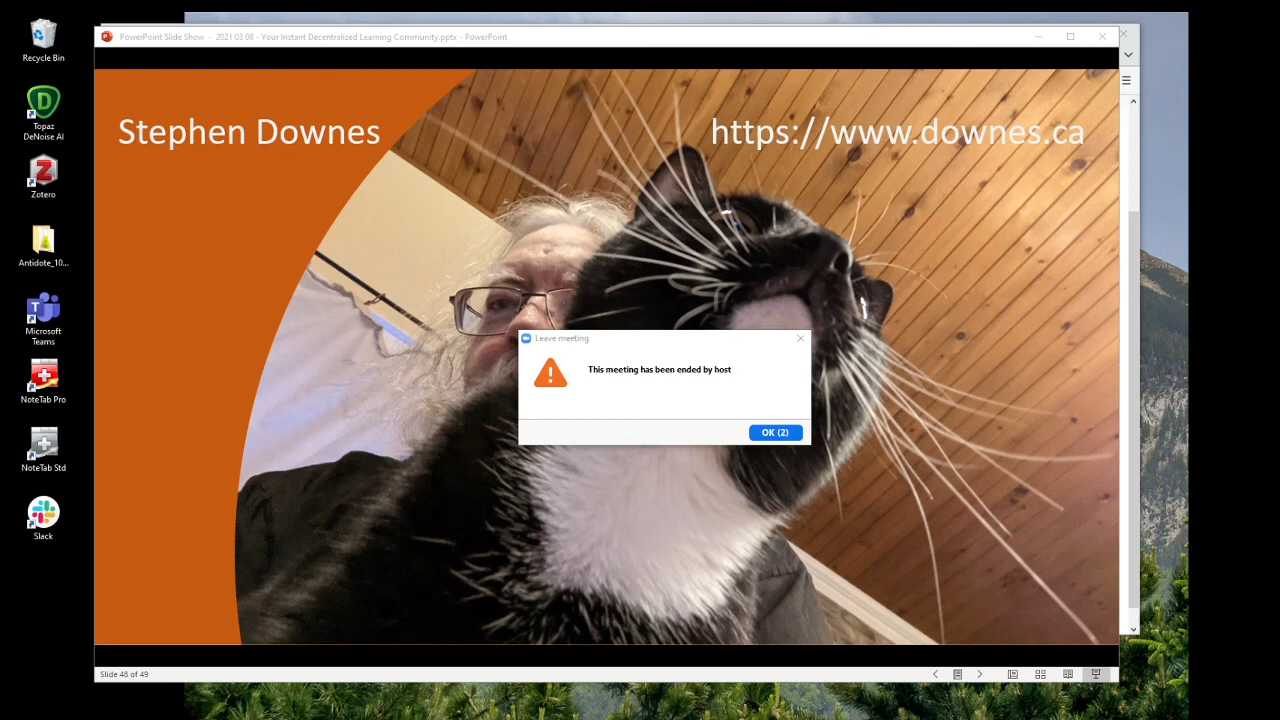 Recycle Bin
Topaz
DeNoise AI
Zotero
Antidote_10...
Microsoft
Teams
NoteTab Pro
NoteTab Std
Slack
PowerPoint Slide Show - 2021 03 08 - Your Instant Decentralized Learning Community.pptx - PowerPoint
Stephen Downes
https://www.downes.ca
Leave meeting
This meeting has been ended by host
OK (2)
Slide 48 of 49